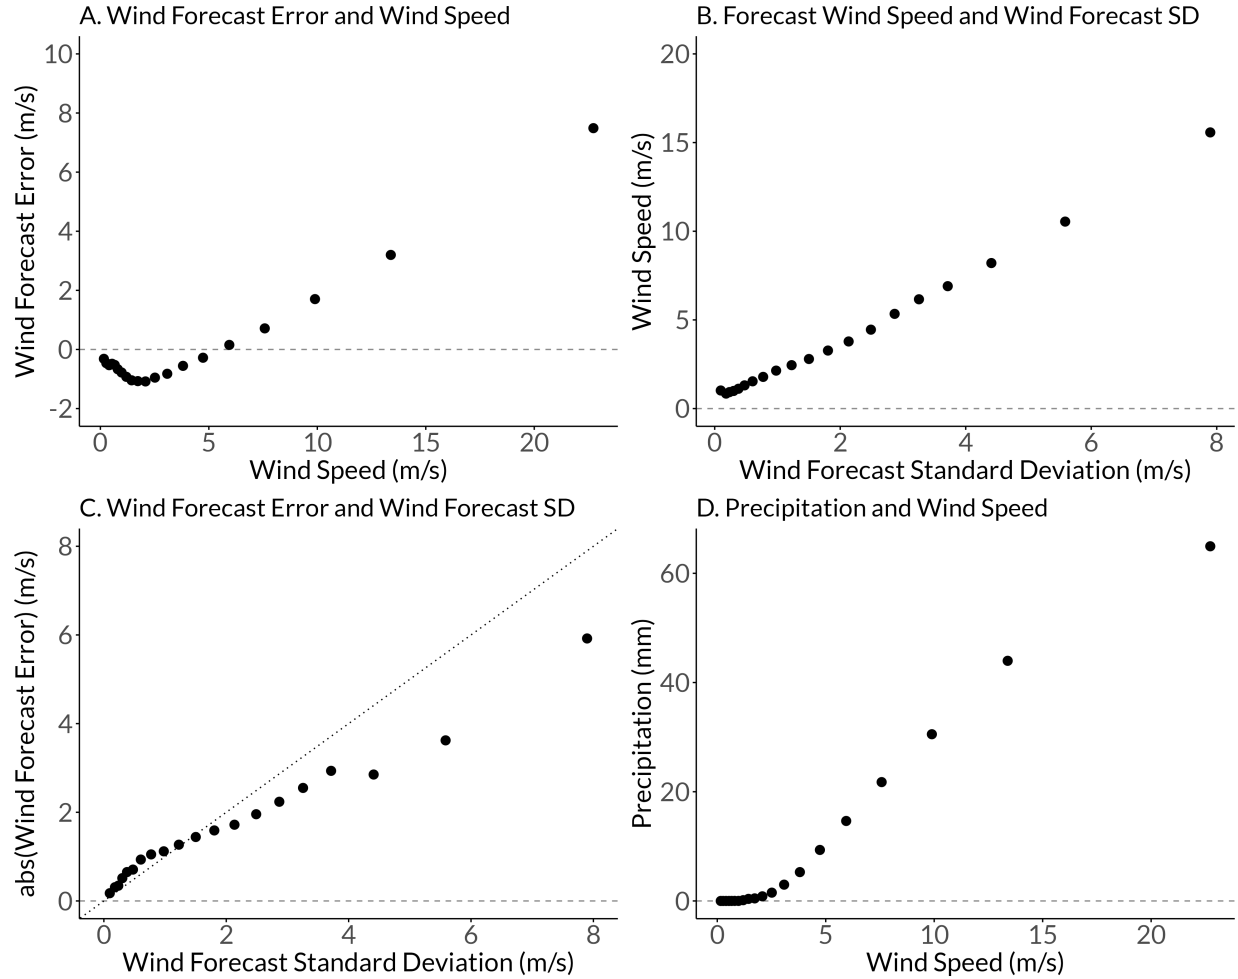 A. Wind Forecast Error and Wind Speed
10
8
6
4
2
0
-2
Wind Forecast Error (m/s)
0 5 10 15 20
Wind Speed (m/s)
B. Forecast Wind Speed and Wind Forecast SD
20
15
10
5
0
Wind Speed (m/s)
0 2 4 6 8
Wind Forecast Standard Deviation (m/s)
C. Wind Forecast Error and Wind Forecast SD
8
6
4
2
0
abs(Wind Forecast Error) (m/s)
0 2 4 6 8
Wind Forecast Standard Deviation (m/s)
D. Precipitation and Wind Speed
60
40
20
0
Precipitation (mm)
0 5 10 15 20
Wind Speed (m/s)